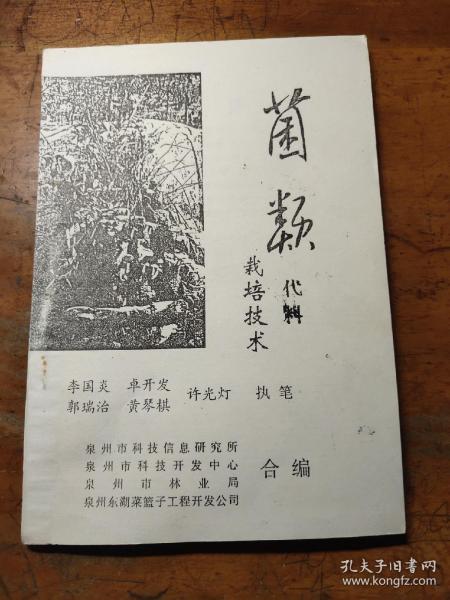 菌类
代料
栽培技术
李国炎 卓开发
郭瑞治 黄琴棋
许光灯 执笔
泉州市科技信息研究所
泉州市科技开发中心
泉州市林业局
泉州东湖菜篮子工程开发公司
合编
孔夫子旧书网
www.kongfz.com